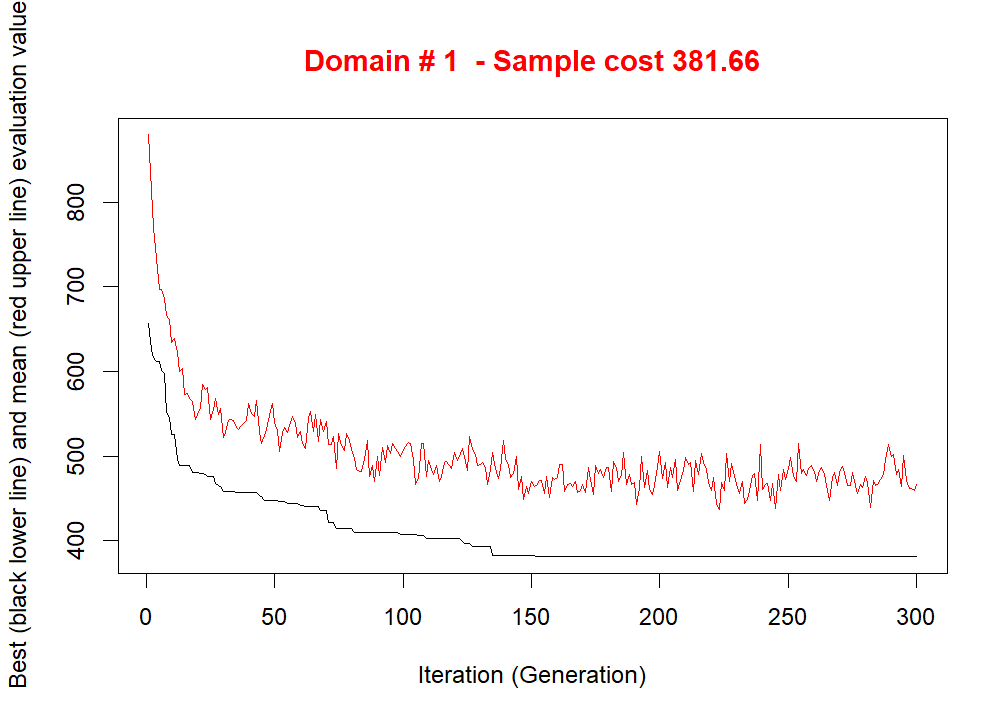 Domain # 1  - Sample cost 381.66
Best (black lower line) and mean (red upper line) evaluation value
800
700
600
500
400
0 50 100 150 200 250 300
Iteration (Generation)